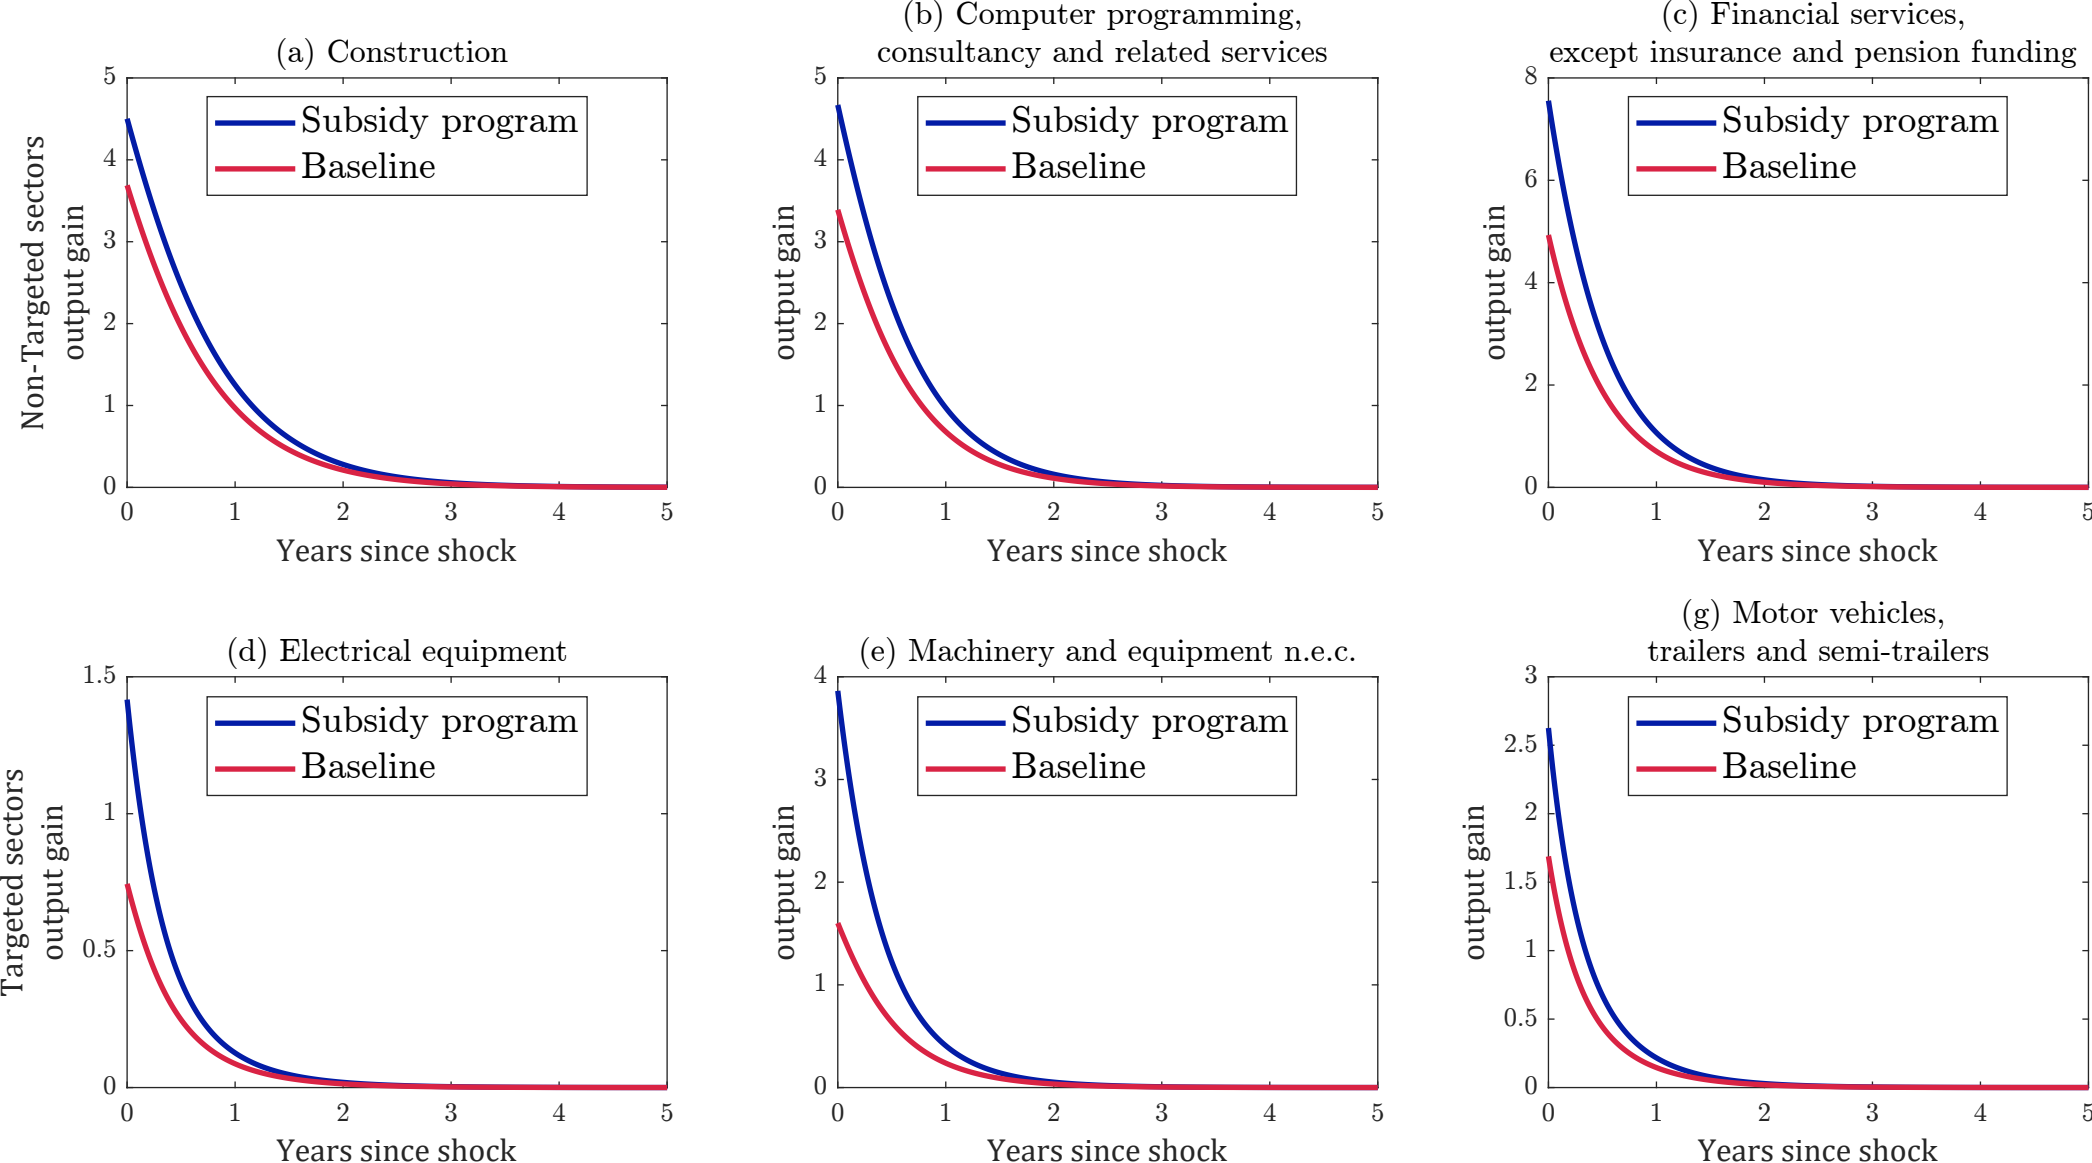 (a) Construction
5
4
3
2
1
0
0 1 2 3 4 5
Subsidy program
Baseline
Non-Targeted sectors
output gain
Years since shock
(b) Computer programming,
consultancy and related services
5
4
3
2
1
0
0 1 2 3 4 5
Subsidy program
Baseline
output gain
Years since shock
(c) Financial services,
except insurance and pension funding
8
6
4
2
0
0 1 2 3 4 5
Subsidy program
Baseline
output gain
Years since shock
(d) Electrical equipment
1.5
1
0.5
0
0 1 2 3 4 5
Subsidy program
Baseline
Targeted sectors
output gain
Years since shock
(e) Machinery and equipment n.e.c.
4
3
2
1
0
0 1 2 3 4 5
Subsidy program
Baseline
output gain
Years since shock
(g) Motor vehicles,
trailers and semi-trailers
3
2.5
2
1.5
1
0.5
0
0 1 2 3 4 5
Subsidy program
Baseline
output gain
Years since shock